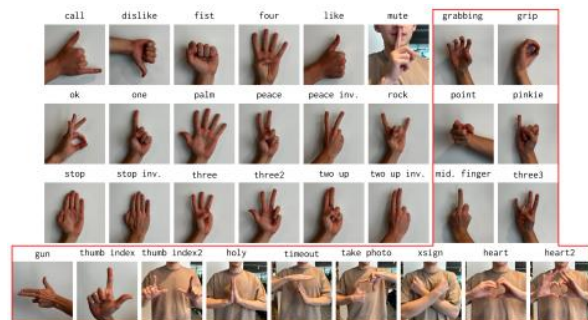 call dislike fist four like mute grabbing grip
ok one palm peace peace inv. rock point pinkie
stop stop inv. three three2 two up two up inv. mid. finger three3
gun thumb index thumb index2 holy timeout take photo xsign heart heart2